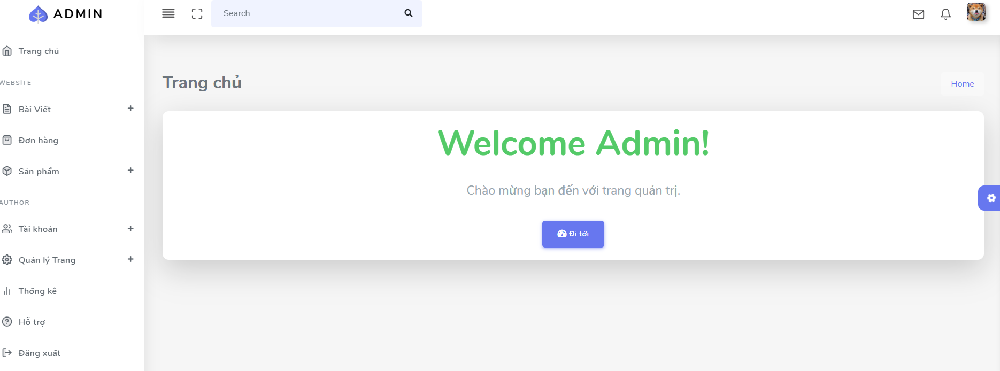 ADMIN
Search
Trang chủ
WEBSITE
Bài Viết
Đơn hàng
Sản phẩm
AUTHOR
Tài khoản
Quản lý Trang
Thống kê
Hỗ trợ
Đăng xuất
Trang chủ
Home
Welcome Admin!
Chào mừng bạn đến với trang quản trị.
Đi tới